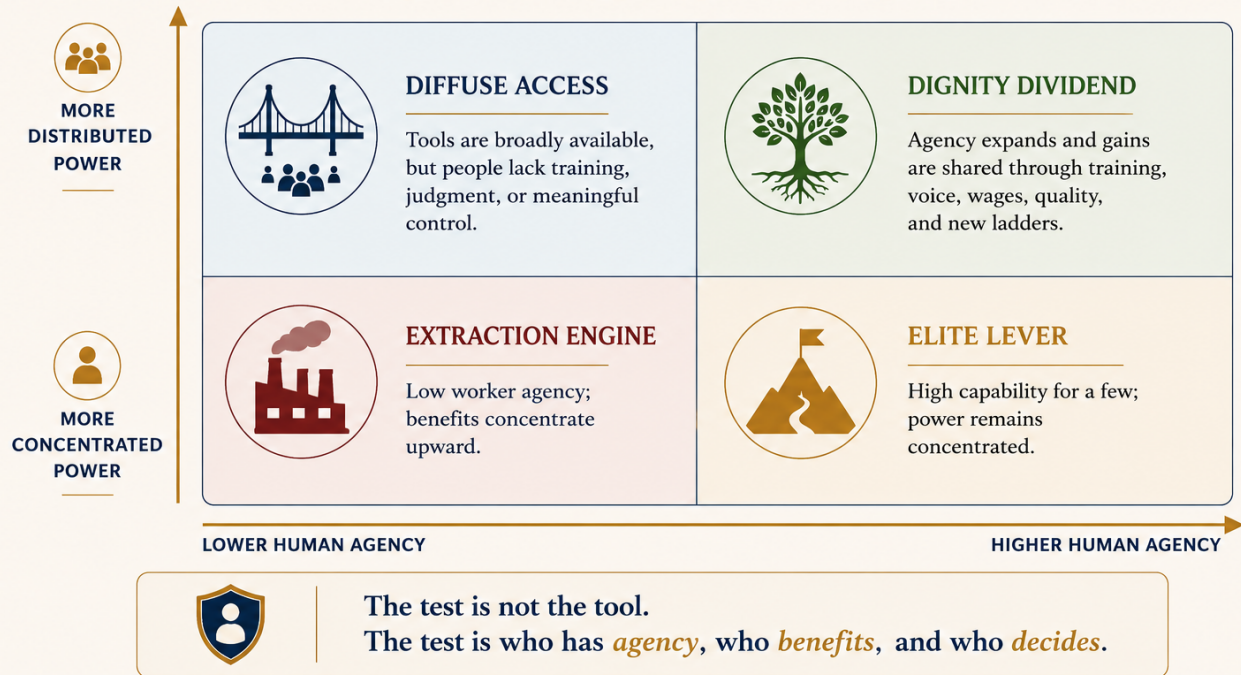 MORE
DISTRIBUTED
POWER
DIFFUSE ACCESS
Tools are broadly available,
but people lack training,
judgment, or meaningful
control.
DIGNITY DIVIDEND
Agency expands and gains
are shared through training,
voice, wages, quality,
and new ladders.
MORE
CONCENTRATED
POWER
EXTRACTION ENGINE
Low worker agency;
benefits concentrate
upward.
ELITE LEVER
High capability for a few;
power remains
concentrated.
LOWER HUMAN AGENCY
HIGHER HUMAN AGENCY
The test is not the tool.
The test is who has agency, who benefits, and who decides.